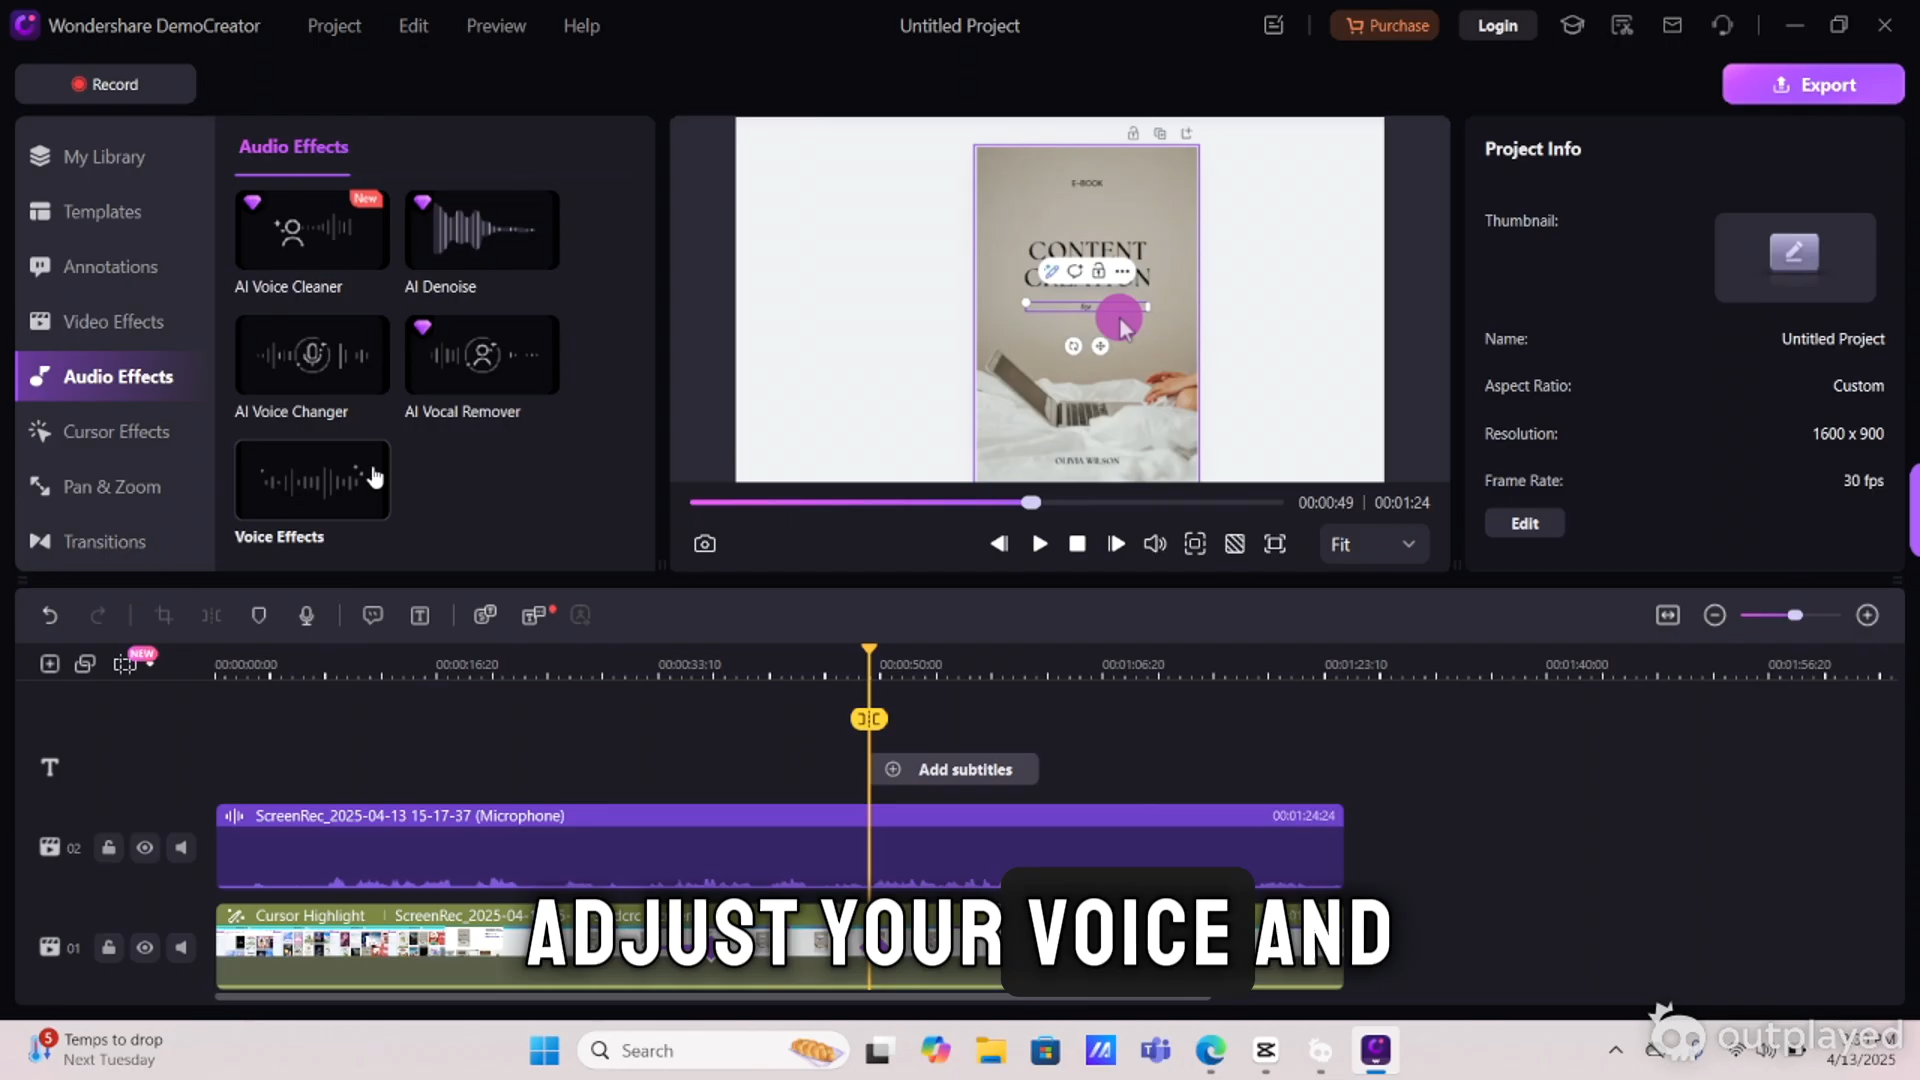 Wondershare DemoCreator
Project
Edit
Preview
Help
Untitled Project
Purchase
Login
Record
Export
My Library
Templates
Annotations
Video Effects
Audio Effects
Cursor Effects
Pan & Zoom
Transitions
Audio Effects
New
AI Voice Cleaner
AI Denoise
AI Voice Changer
AI Vocal Remover
Voice Effects
E-BOOK
CONTENT
CREATION
for
OLIVIA WILSON
00:00:49 | 00:01:24
Fit
Project Info
Thumbnail:
Name: Untitled Project
Aspect Ratio: Custom
Resolution: 1600 x 900
Frame Rate: 30 fps
Edit
NEW
00:00:00:00
00:00:16:20
00:00:33:10
00:00:50:00
00:01:06:20
00:01:23:10
00:01:40:00
00:01:56:20
T
Add subtitles
02
ScreenRec_2025-04-13 15-17-37 (Microphone)
00:01:24:24
01
Cursor Highlight
ScreenRec_2025-04-
ADJUST YOUR VOICE AND
5
Temps to drop
Next Tuesday
Search
outplayed
4/13/2025